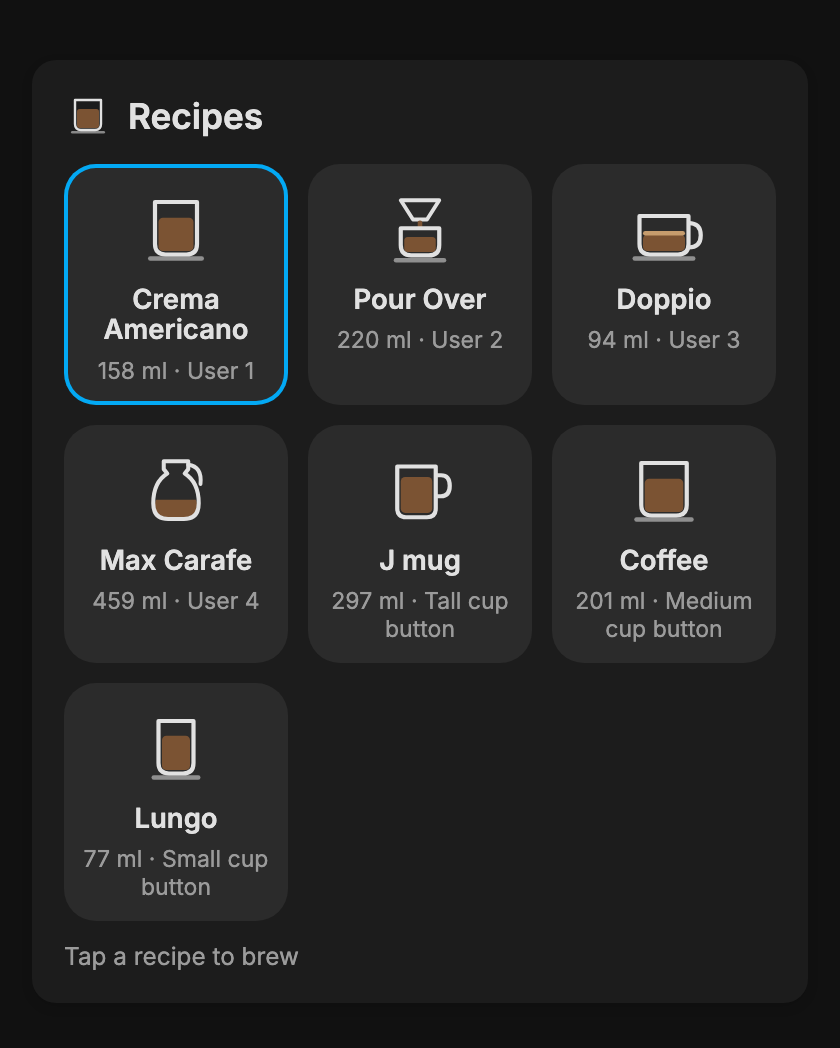 Recipes
Crema
Americano
158 ml · User 1
Pour Over
220 ml · User 2
Doppio
94 ml · User 3
Max Carafe
459 ml · User 4
J mug
297 ml · Tall cup
button
Coffee
201 ml · Medium
cup button
Lungo
77 ml · Small cup
button
Tap a recipe to brew